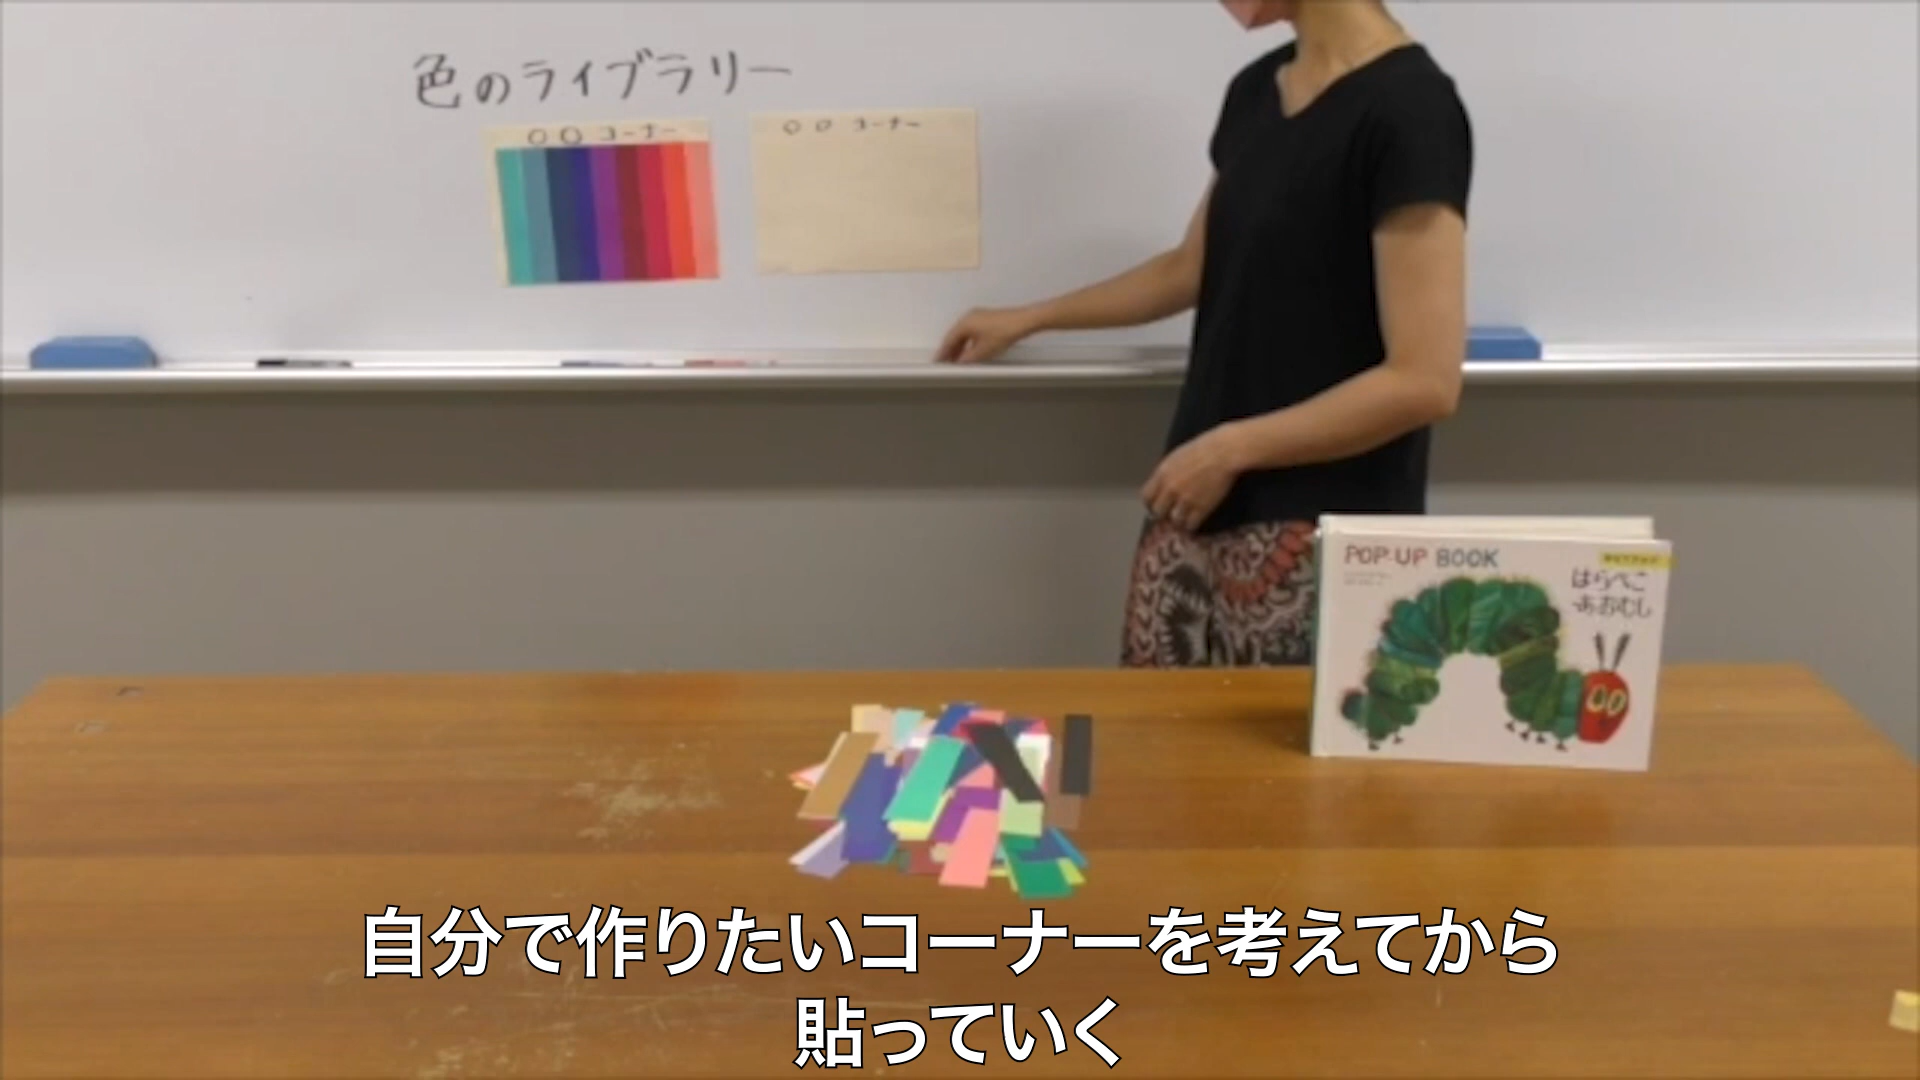 色のライブラリー
〇〇コーナー
〇〇コーナー
POP-UP BOOK
はらぺこ
あおむし
自分で作りたいコーナーを考えてから
貼っていく